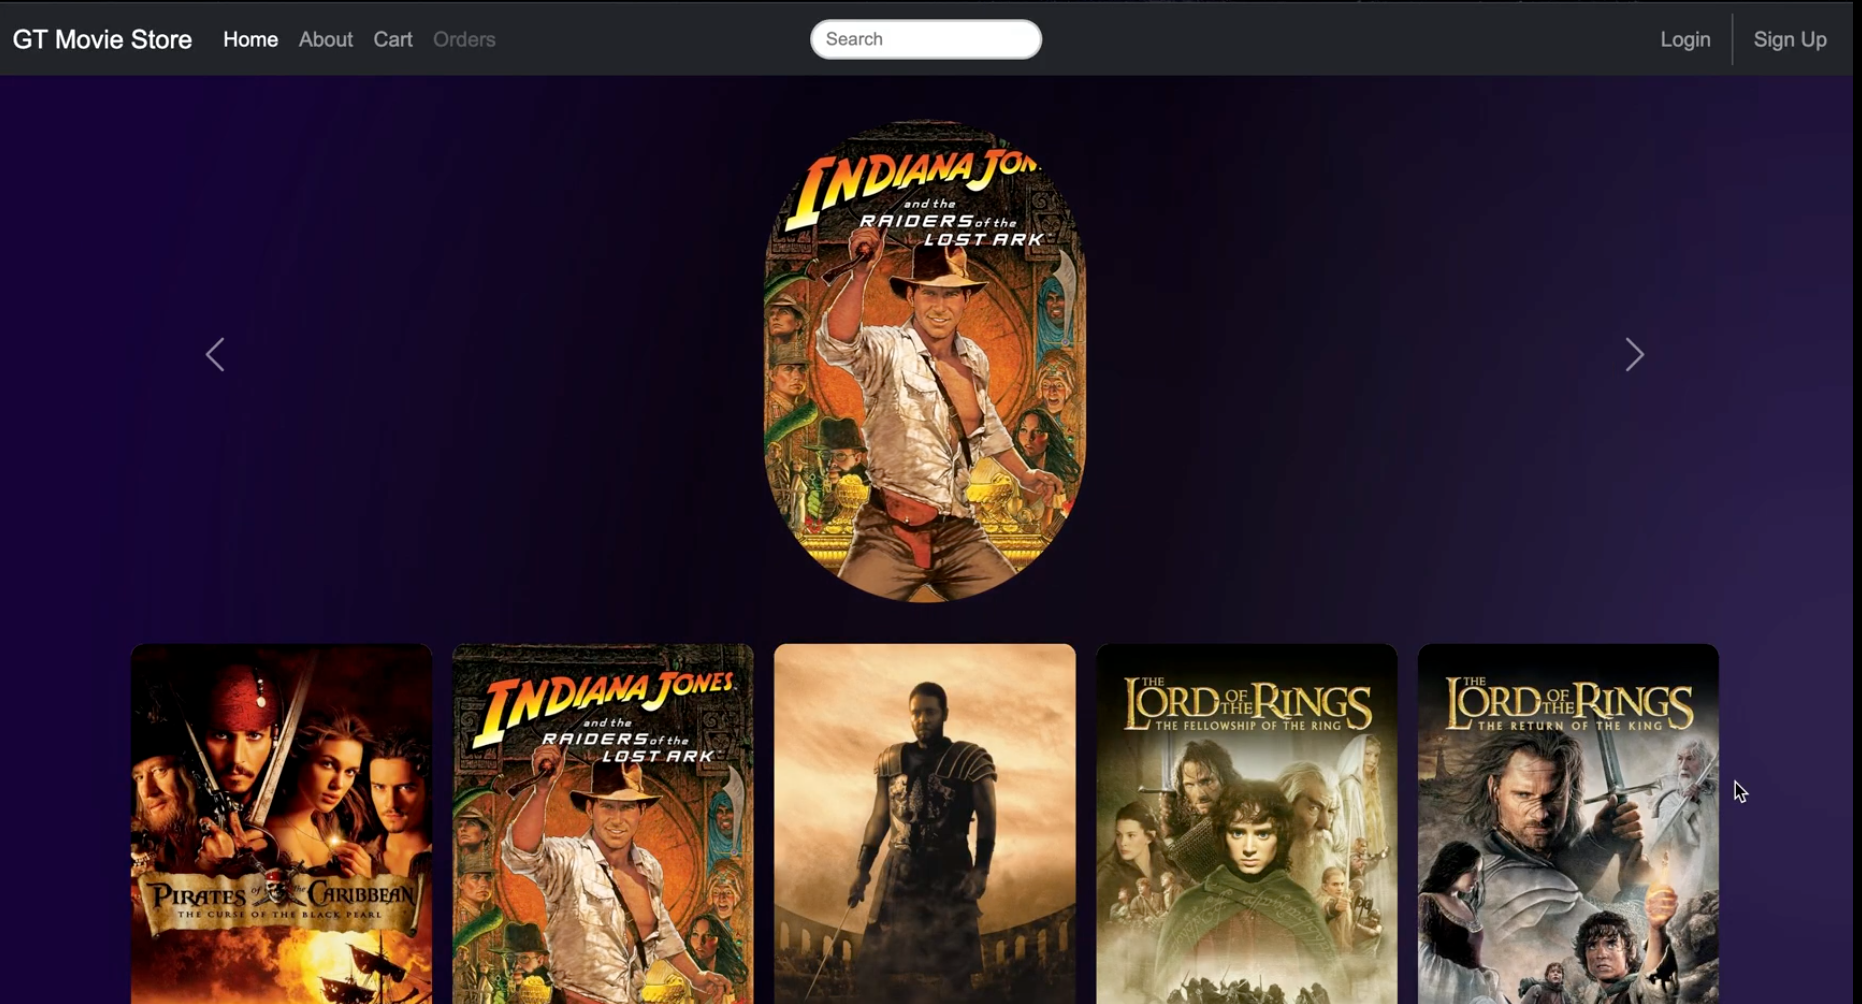 GT Movie Store Home About Cart Orders Search Login Sign Up
INDIANA JON
and the
RAIDERS of the
LOST ARK
PIRATES of the CARIBBEAN
THE CURSE OF THE BLACK PEARL
INDIANA JONES
and the
RAIDERS of the
LOST ARK
THE LORD OF THE RINGS
THE FELLOWSHIP OF THE RING
THE LORD OF THE RINGS
THE RETURN OF THE KING